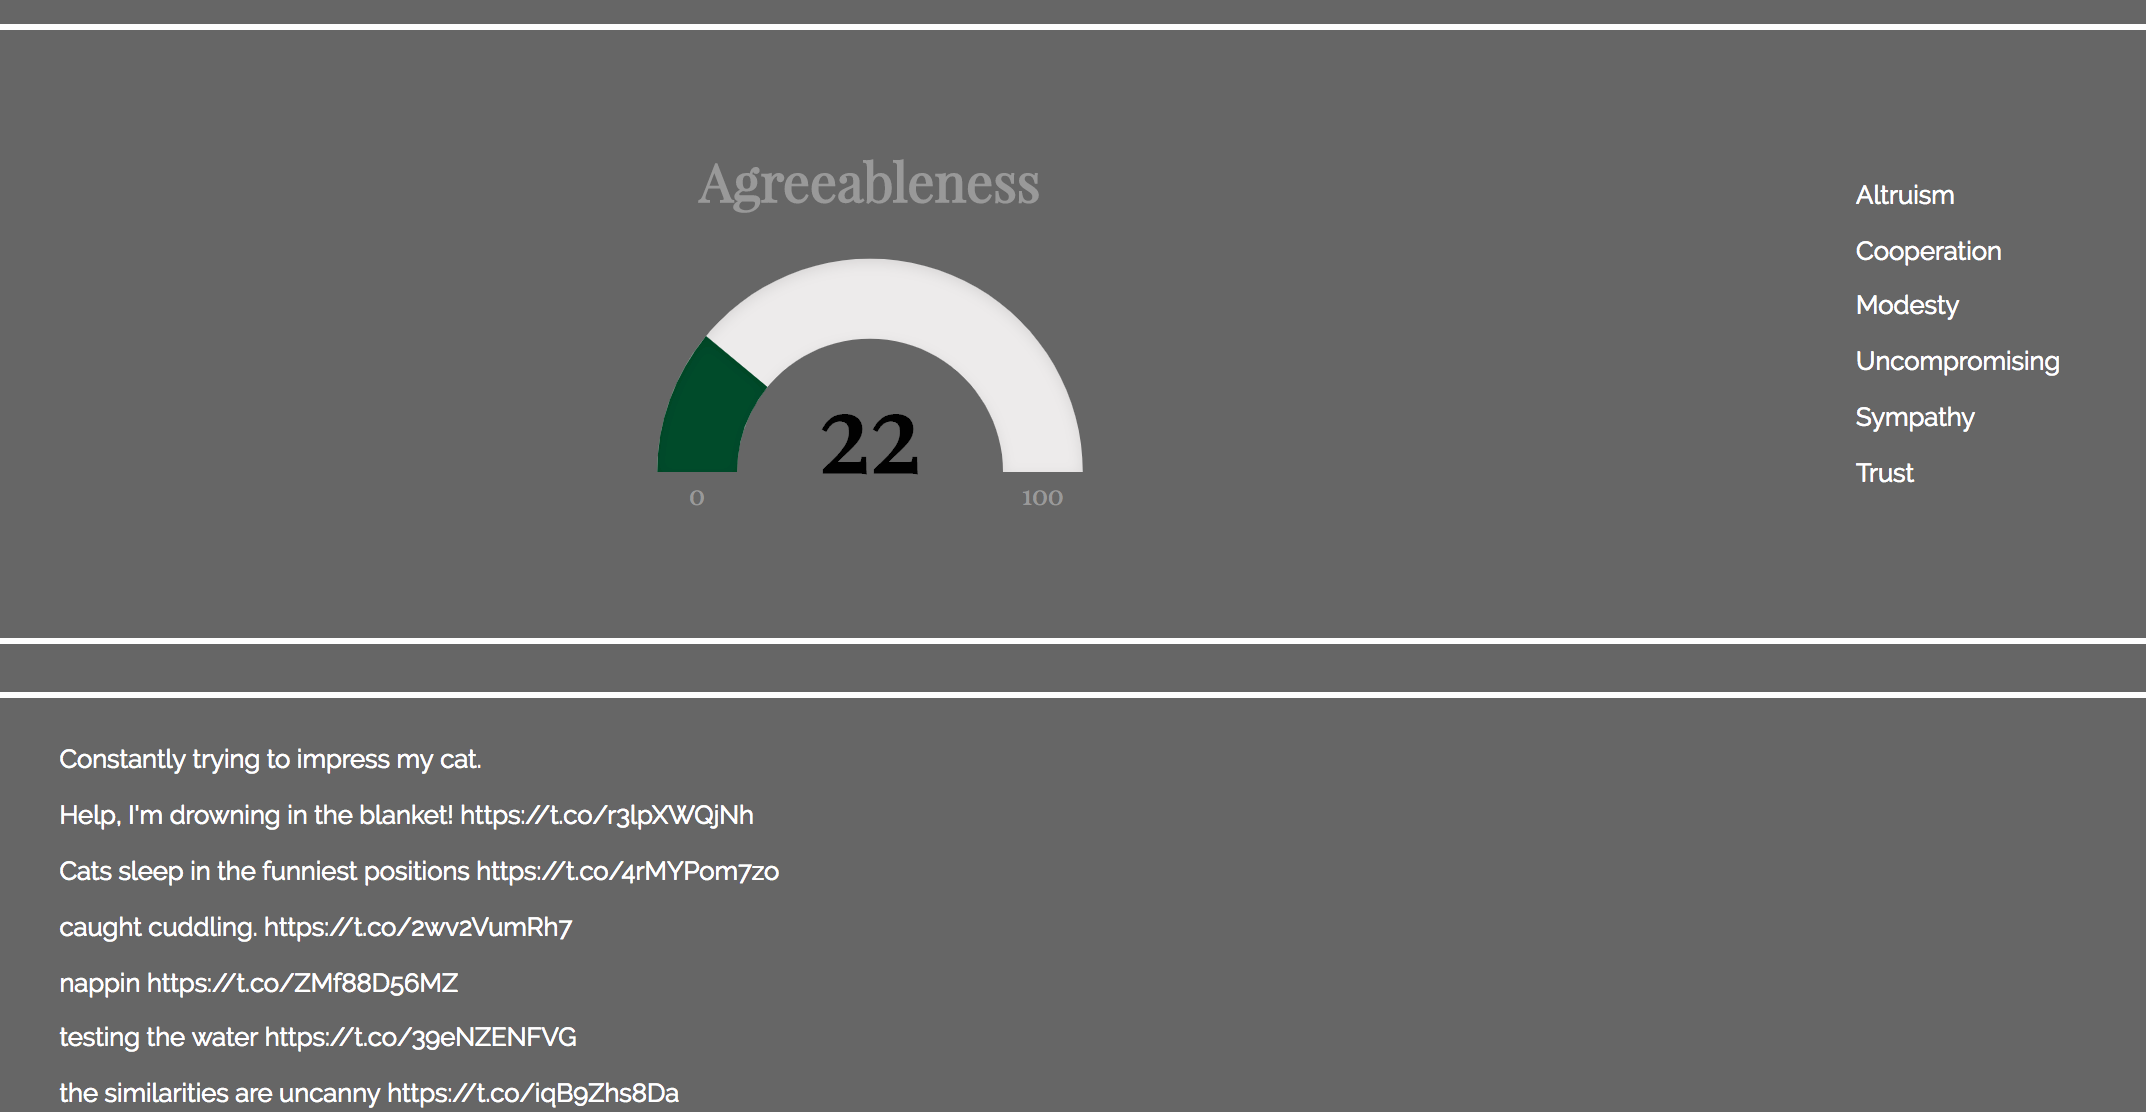 Agreeableness
22
0
100
Altruism
Cooperation
Modesty
Uncompromising
Sympathy
Trust
Constantly trying to impress my cat.
Help, I'm drowning in the blanket! https://t.co/r3lpXWQjNh
Cats sleep in the funniest positions https://t.co/4rMYPom7zo
caught cuddling. https://t.co/2wv2VumRh7
nappin https://t.co/ZMf88D56MZ
testing the water https://t.co/39eNZENFVG
the similarities are uncanny https://t.co/iqB9Zhs8Da